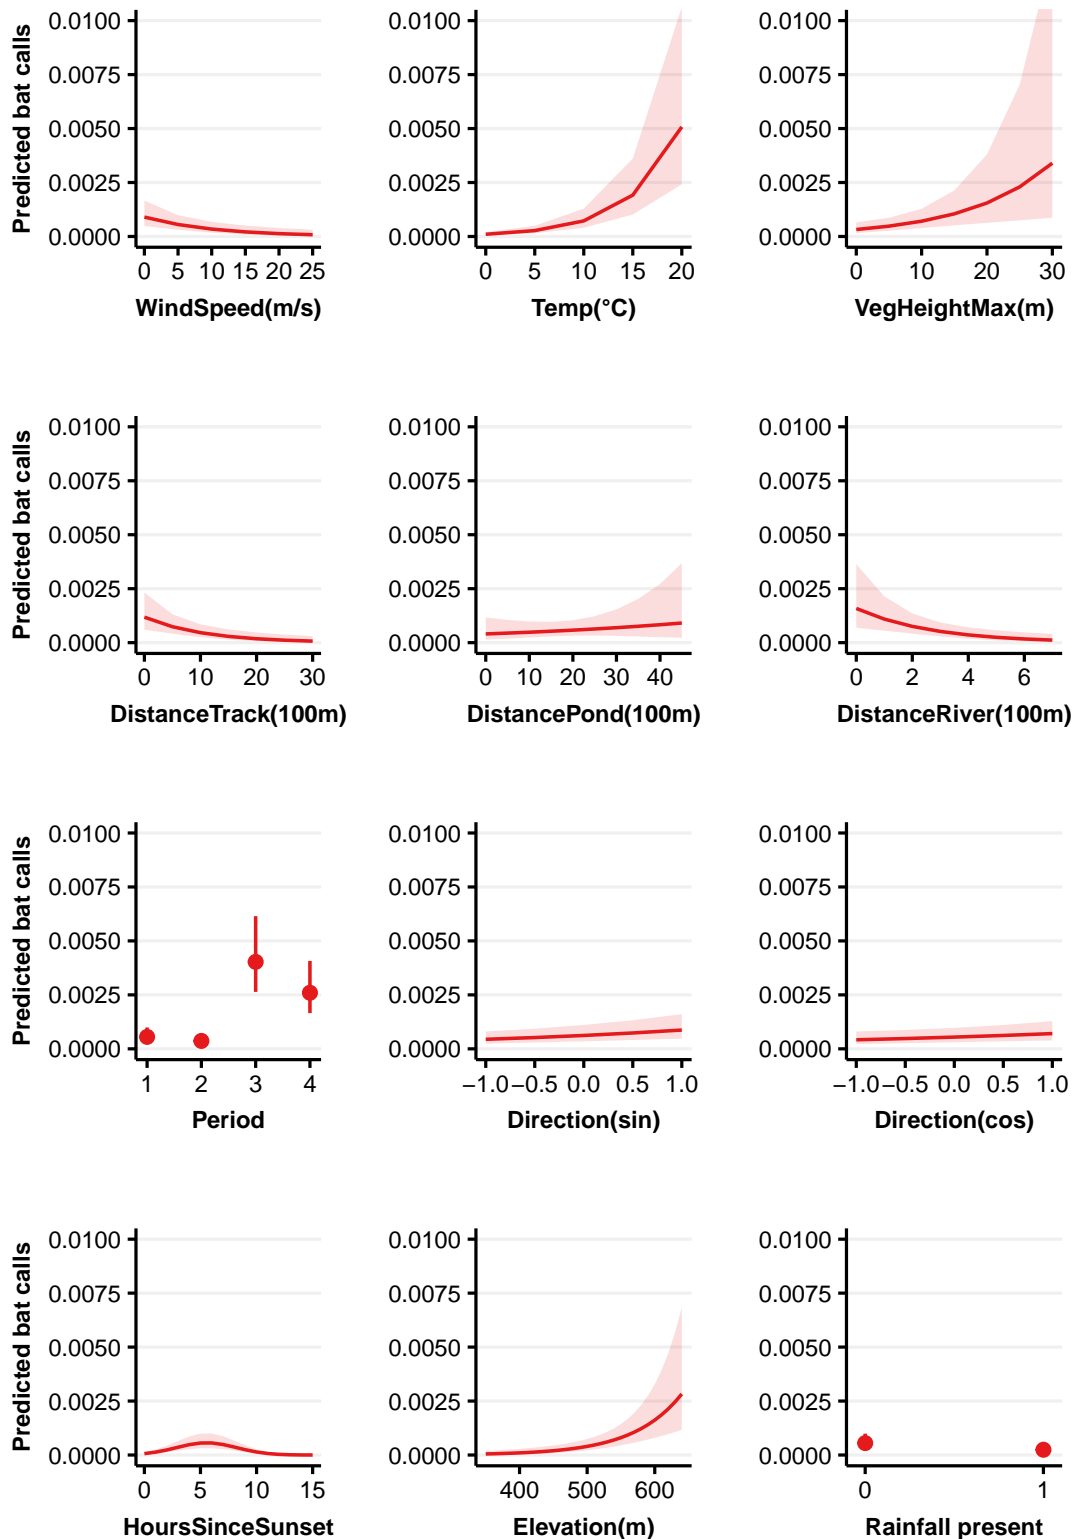 Predicted bat calls
0.0100
0.0075
0.0050
0.0025
0.0000
0 5 10 15 20 25
WindSpeed(m/s)
0.0100
0.0075
0.0050
0.0025
0.0000
0 5 10 15 20
Temp(°C)
0.0100
0.0075
0.0050
0.0025
0.0000
0 10 20 30
VegHeightMax(m)
Predicted bat calls
0.0100
0.0075
0.0050
0.0025
0.0000
0 10 20 30
DistanceTrack(100m)
0.0100
0.0075
0.0050
0.0025
0.0000
0 10 20 30 40
DistancePond(100m)
0.0100
0.0075
0.0050
0.0025
0.0000
0 2 4 6
DistanceRiver(100m)
Predicted bat calls
0.0100
0.0075
0.0050
0.0025
0.0000
1 2 3 4
Period
0.0100
0.0075
0.0050
0.0025
0.0000
−1.0 −0.5 0.0 0.5 1.0
Direction(sin)
0.0100
0.0075
0.0050
0.0025
0.0000
−1.0 −0.5 0.0 0.5 1.0
Direction(cos)
Predicted bat calls
0.0100
0.0075
0.0050
0.0025
0.0000
0 5 10 15
HoursSinceSunset
0.0100
0.0075
0.0050
0.0025
0.0000
400 500 600
Elevation(m)
0.0100
0.0075
0.0050
0.0025
0.0000
0 1
Rainfall present